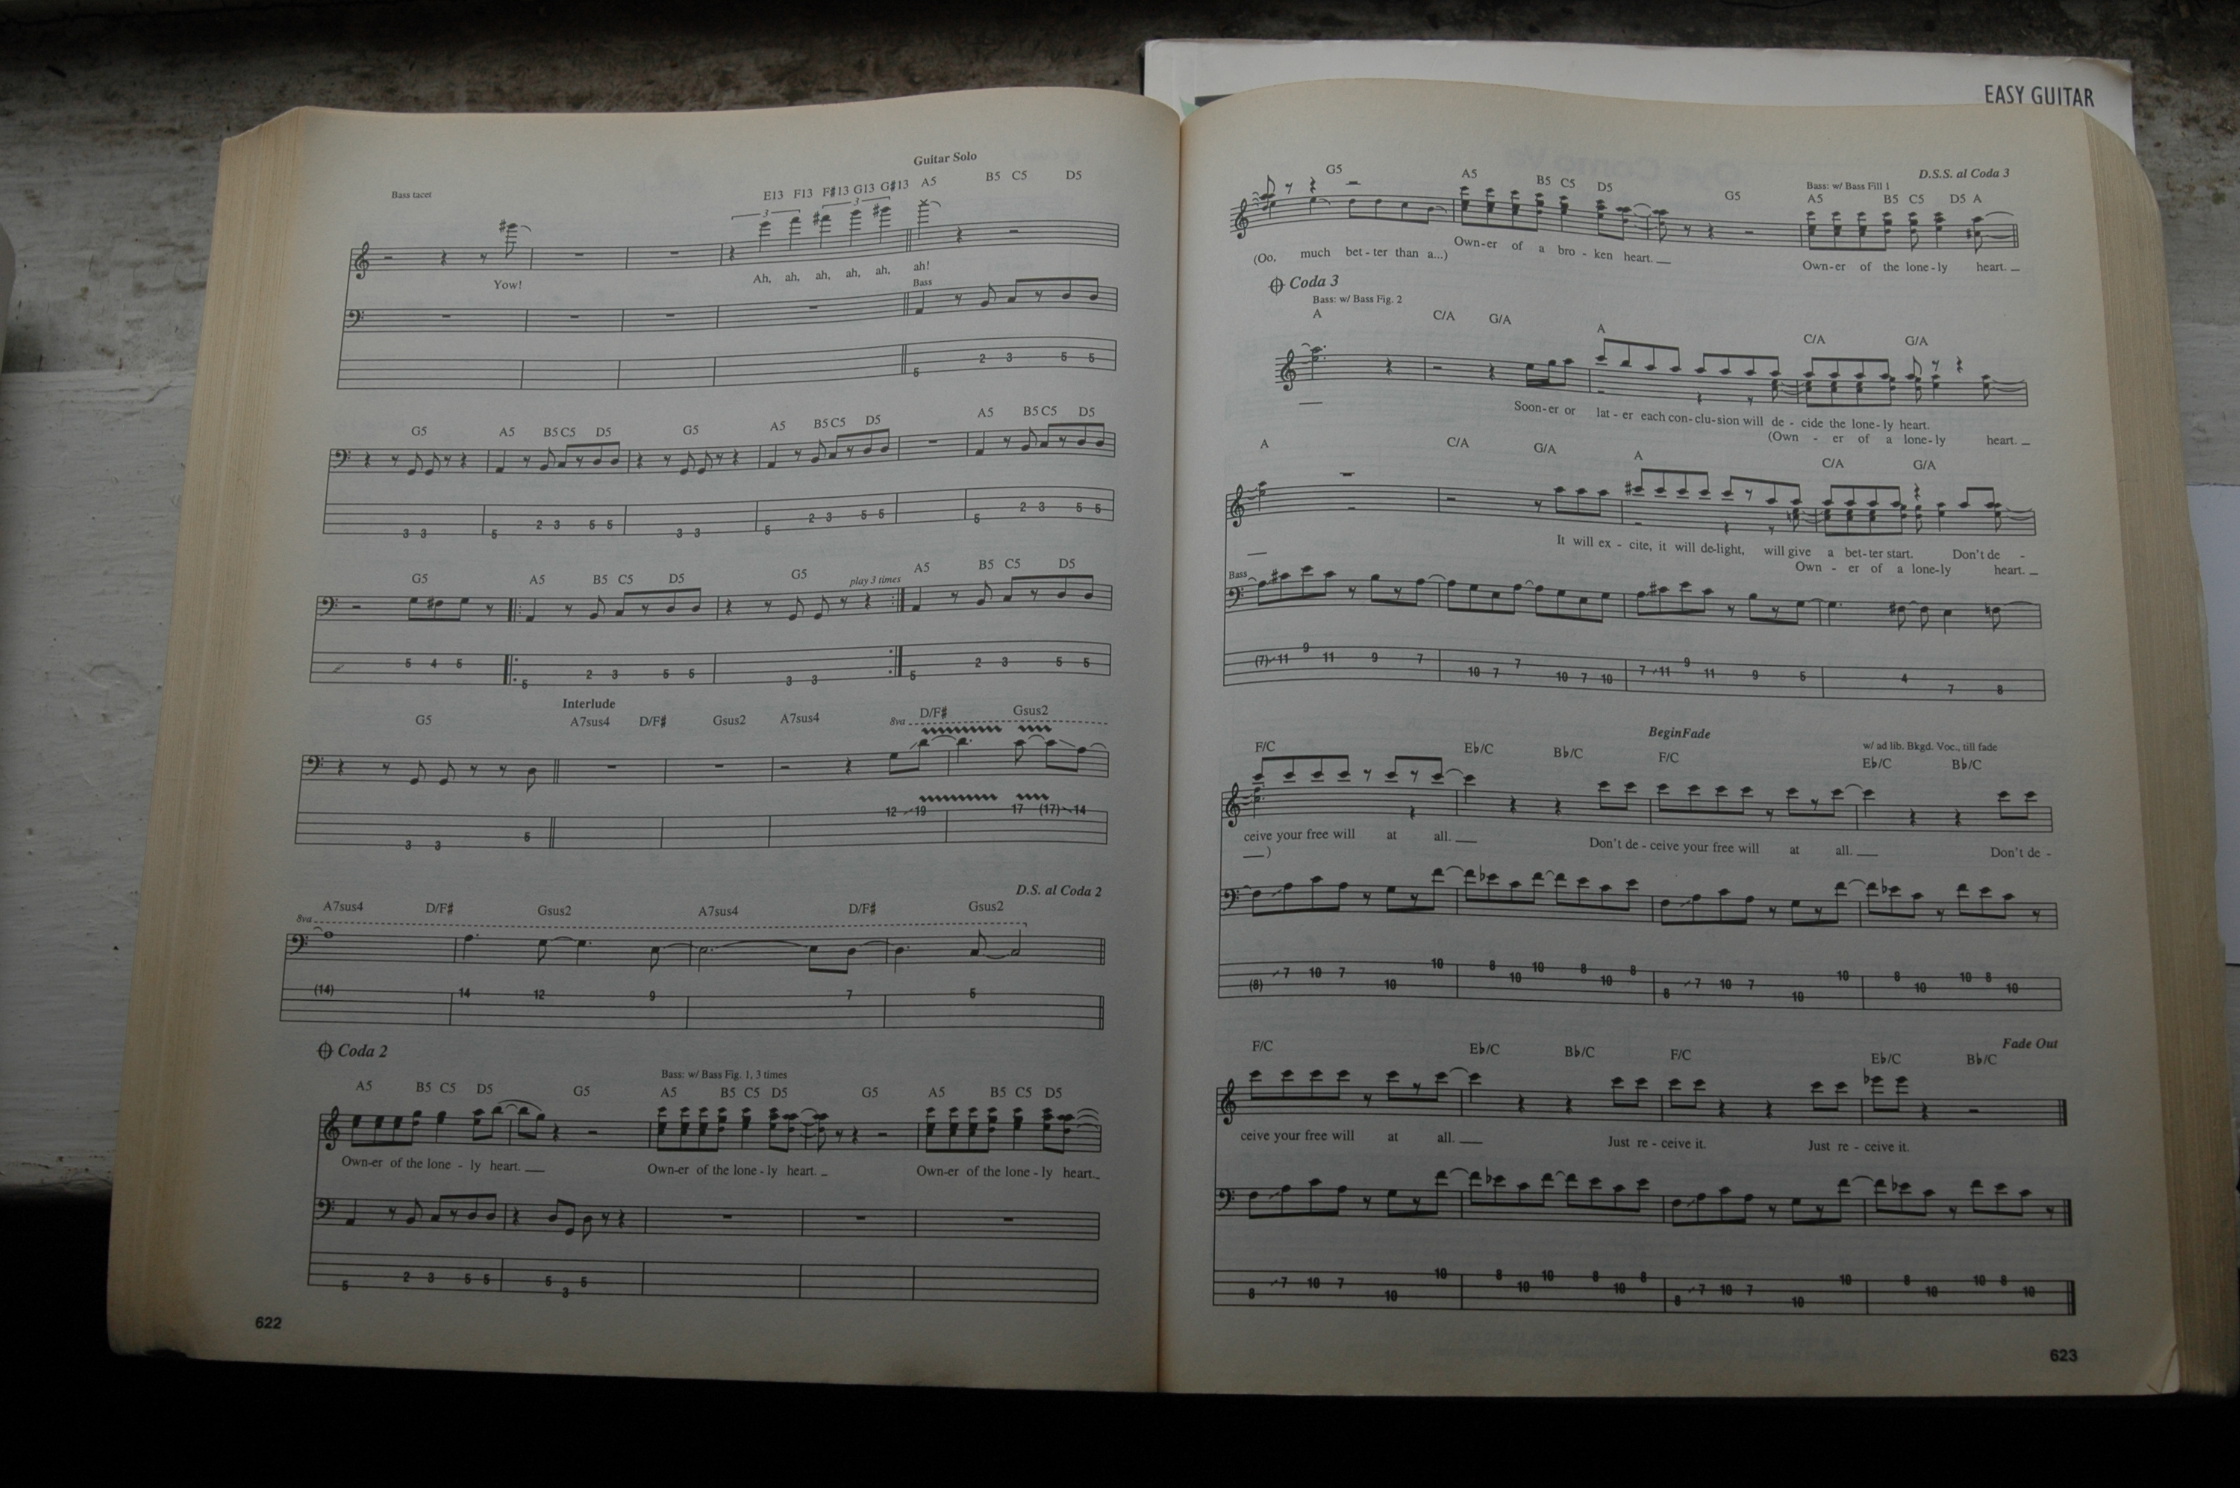 EASY GUITAR
Guitar Solo
Bass tacet
E13 F13 F♯13 G13 G♯13 A5 B5 C5 D5
3 3
Yow! Ah, ah, ah, ah, ah, ah!
Bass
5 2 3 5 5
G5 A5 B5 C5 D5 G5 A5 B5 C5 D5 A5 B5 C5 D5
3 3 5 2 3 5 5 3 3 5 2 3 5 5 5 2 3 5 5
G5 A5 B5 C5 D5 G5 play 3 times A5 B5 C5 D5
5 4 5 5 2 3 5 5 3 3 5 2 3 5 5
Interlude
G5 A7sus4 D/F♯ Gsus2 A7sus4 8va D/F♯ Gsus2
3 3 5 12 19 17 (17) 14
D.S. al Coda 2
8va A7sus4 D/F♯ Gsus2 A7sus4 D/F♯ Gsus2
(14) 14 12 9 7 5
Coda 2
Bass: w/ Bass Fig. 1, 3 times
A5 B5 C5 D5 G5 A5 B5 C5 D5 G5 A5 B5 C5 D5
Own-er of the lone - ly heart. Own-er of the lone - ly heart. Own-er of the lone - ly heart.
5 2 3 5 5 5 3 5
622
D.S.S. al Coda 3
Bass: w/ Bass Fill 1
G5 A5 B5 C5 D5 G5 A5 B5 C5 D5 A
(Oo, much bet - ter than a...) Own-er of a bro - ken heart. Own-er of the lone - ly heart.
Coda 3
Bass: w/ Bass Fig. 2
A C/A G/A A C/A G/A
Soon-er or lat - er each con-clu-sion will de - cide the lone-ly heart.
(Own - er of a lone-ly heart.
A C/A G/A A C/A G/A
It will ex - cite, it will de-light, will give a bet-ter start. Don't de -
Own - er of a lone-ly heart.
Bass
(7) 11 9 11 9 7 10 7 7 10 7 10 7 11 9 11 9 5 4 7 8
BeginFade
w/ ad lib. Bkgd. Voc., till fade
F/C E♭/C B♭/C F/C E♭/C B♭/C
ceive your free will at all. Don't de - ceive your free will at all. Don't de -
)
(8) 7 10 7 10 10 8 10 10 8 10 8 8 7 10 7 10 10 8 10 10 8 10
Fade Out
F/C E♭/C B♭/C F/C E♭/C B♭/C
ceive your free will at all. Just re - ceive it. Just re - ceive it.
8 7 10 7 10 10 8 10 10 8 10 8 8 7 10 7 10 10 8 10 10 8 10
623